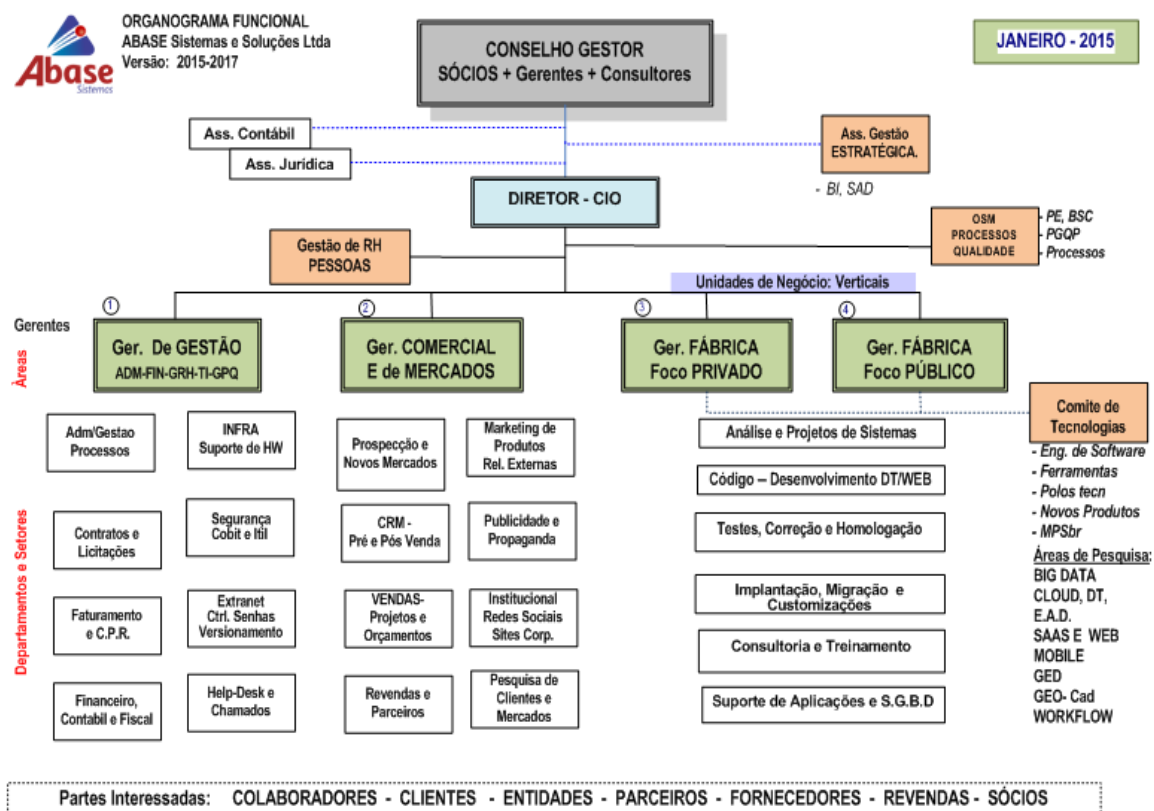 Abase
Sistemas
ORGANOGRAMA FUNCIONAL
ABASE Sistemas e Soluções Ltda
Versão: 2015-2017
CONSELHO GESTOR
SÓCIOS + Gerentes + Consultores
JANEIRO - 2015
Ass. Contábil
Ass. Jurídica
Ass. Gestão
ESTRATÉGICA.
- BI, SAD
DIRETOR - CIO
OSM
PROCESSOS
QUALIDADE
- PE, BSC
- PGQP
- Processos
Gestão de RH
PESSOAS
Unidades de Negócio: Verticais
Gerentes
Àreas
1
Ger. De GESTÃO
ADM-FIN-GRH-TI-GPQ
2
Ger. COMERCIAL
E de MERCADOS
3
Ger. FÁBRICA
Foco PRIVADO
4
Ger. FÁBRICA
Foco PÚBLICO
Departamentos e Setores
Adm/Gestao
Processos
INFRA
Suporte de HW
Contratos e
Licitações
Segurança
Cobit e Itil
Faturamento
e C.P.R.
Extranet
Ctrl. Senhas
Versionamento
Financeiro,
Contabil e Fiscal
Help-Desk e
Chamados
Prospecção e
Novos Mercados
Marketing de
Produtos
Rel. Externas
CRM -
Pré e Pós Venda
Publicidade e
Propaganda
VENDAS-
Projetos e
Orçamentos
Institucional
Redes Sociais
Sites Corp.
Revendas e
Parceiros
Pesquisa de
Clientes e
Mercados
Análise e Projetos de Sistemas
Código – Desenvolvimento DT/WEB
Testes, Correção e Homologação
Implantação, Migração e
Customizações
Consultoria e Treinamento
Suporte de Aplicações e S.G.B.D
Comite de
Tecnologias
- Eng. de Software
- Ferramentas
- Polos tecn
- Novos Produtos
- MPSbr
Áreas de Pesquisa:
BIG DATA
CLOUD, DT,
E.A.D.
SAAS E WEB
MOBILE
GED
GEO- Cad
WORKFLOW
Partes Interessadas: COLABORADORES - CLIENTES - ENTIDADES - PARCEIROS - FORNECEDORES - REVENDAS - SÓCIOS